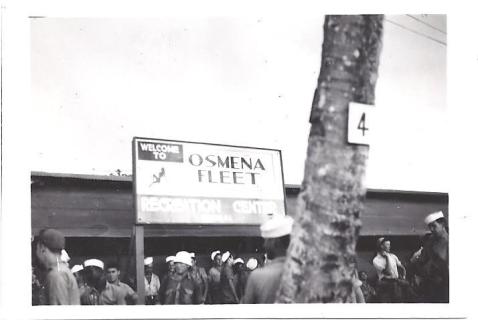 WELCOME
TO
OSMENA
FLEET
RECREATION CENTER
4